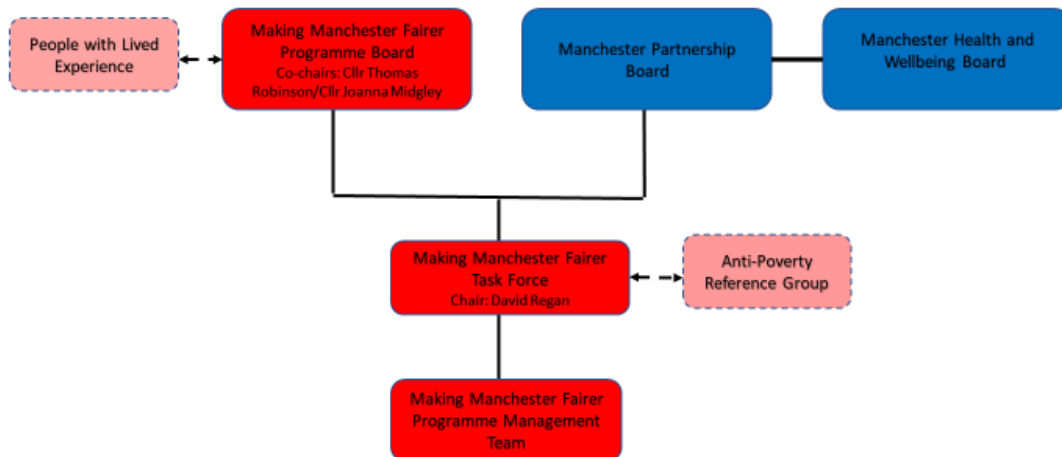 People with Lived
Experience
Making Manchester Fairer
Programme Board
Co-chairs: Cllr Thomas
Robinson/Cllr Joanna Midgley
Manchester Partnership
Board
Manchester Health and
Wellbeing Board
Making Manchester Fairer
Task Force
Chair: David Regan
Anti-Poverty
Reference Group
Making Manchester Fairer
Programme Management
Team